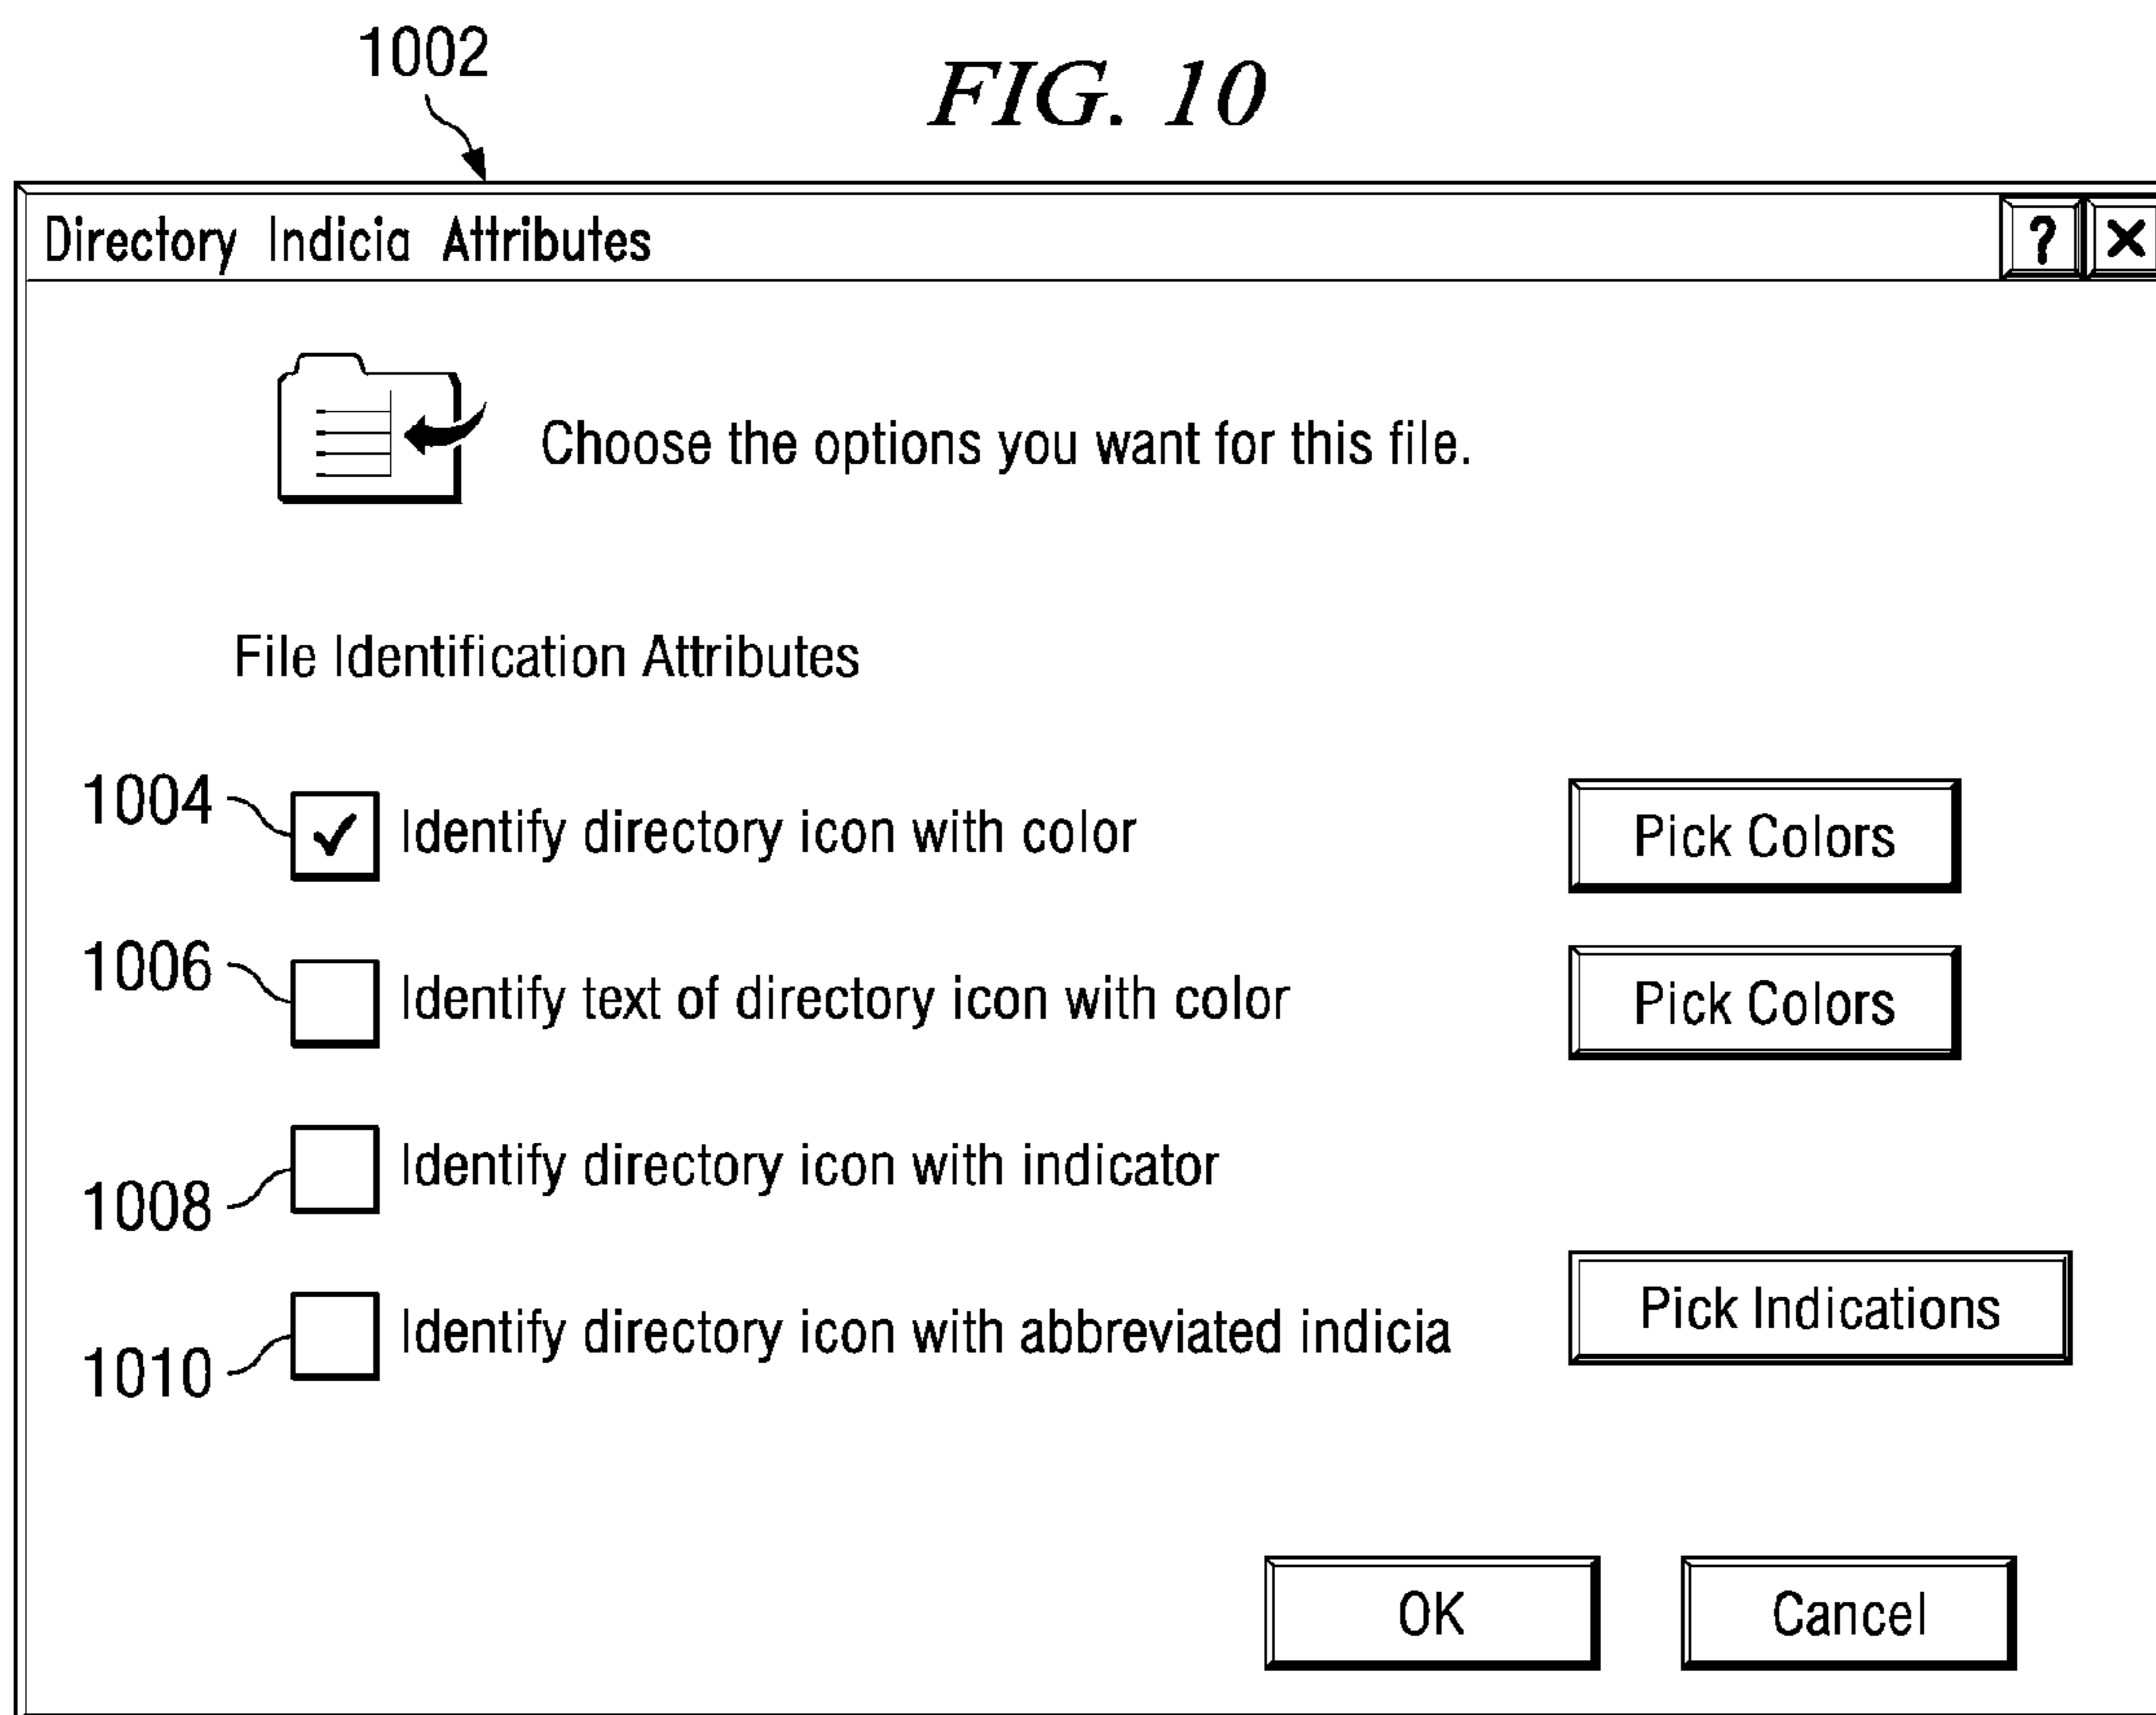 1002
FIG. 10
Directory Indicia Attributes ? ×
Choose the options you want for this file.
File Identification Attributes
1004 ✓ Identify directory icon with color Pick Colors
1006 Identify text of directory icon with color Pick Colors
1008 Identify directory icon with indicator
1010 Identify directory icon with abbreviated indicia Pick Indications
OK Cancel